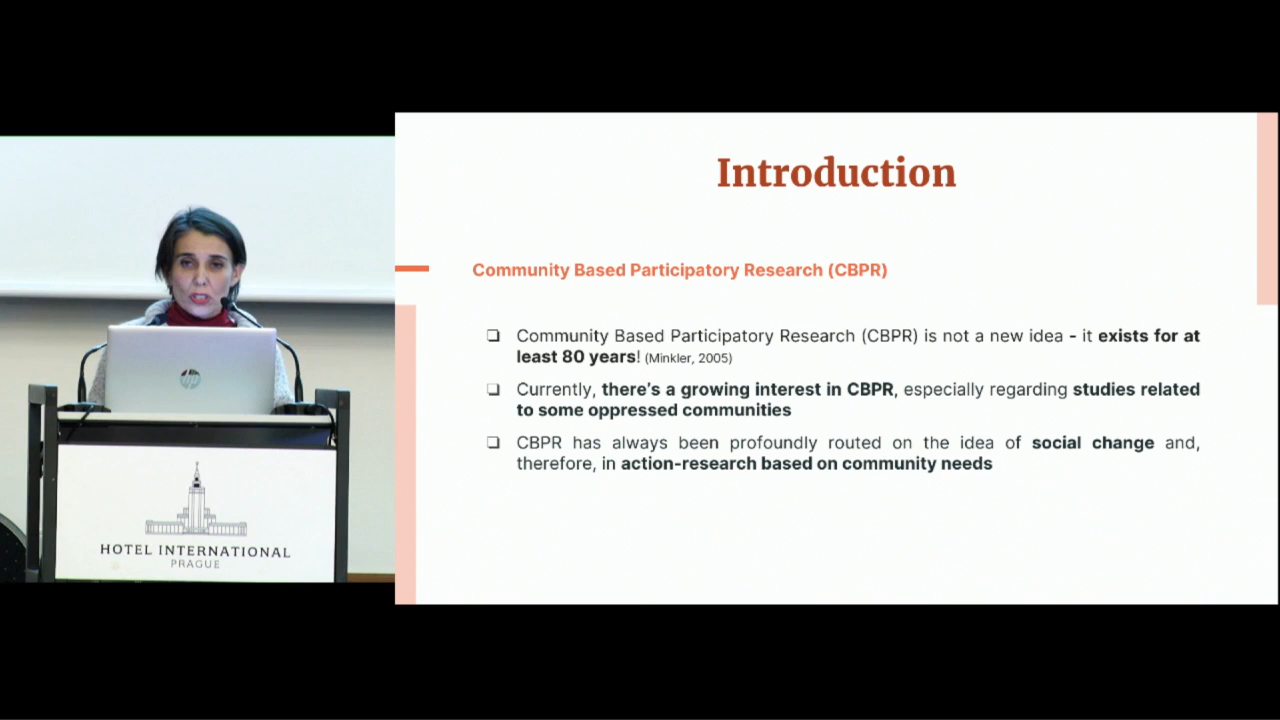 Introduction
Community Based Participatory Research (CBPR)
❏ Community Based Participatory Research (CBPR) is not a new idea - it exists for at
least 80 years! (Minkler, 2005)
❏ Currently, there's a growing interest in CBPR, especially regarding studies related
to some oppressed communities
❏ CBPR has always been profoundly routed on the idea of social change and,
therefore, in action-research based on community needs
hp
HOTEL INTERNATIONAL
PRAGUE